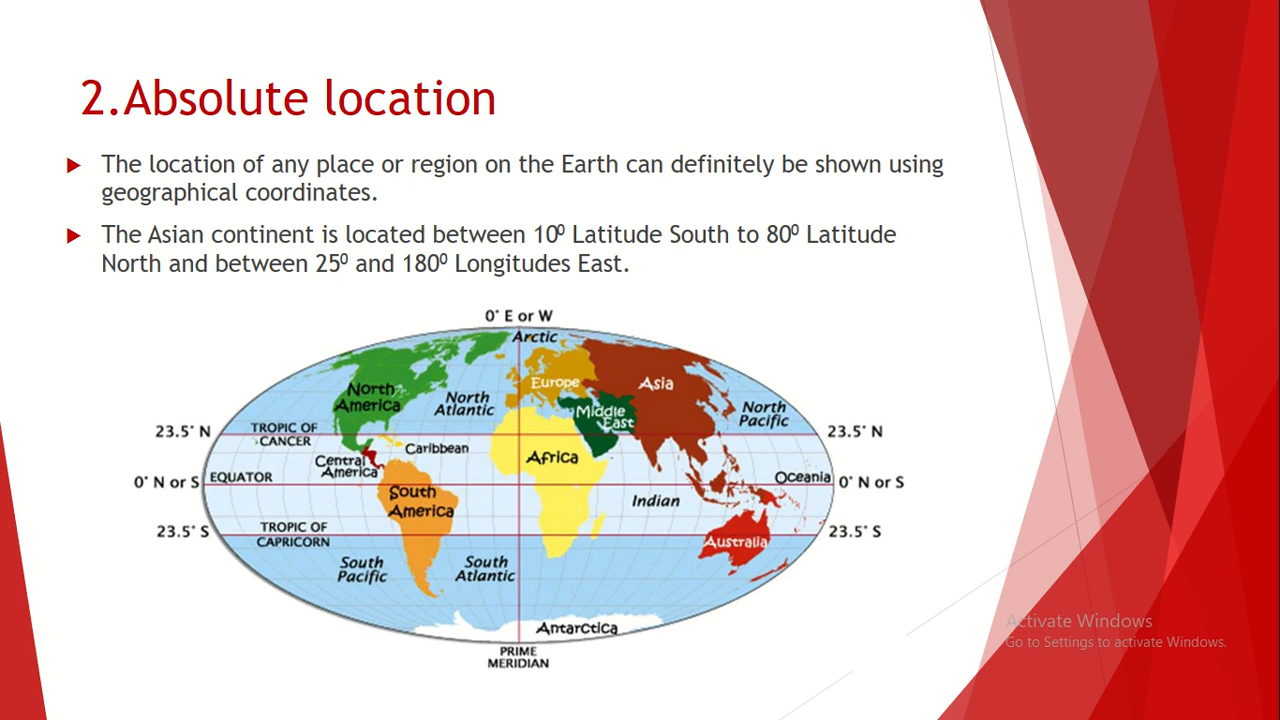 2.Absolute location
The location of any place or region on the Earth can definitely be shown using
geographical coordinates.
The Asian continent is located between 10⁰ Latitude South to 80⁰ Latitude
North and between 25⁰ and 180⁰ Longitudes East.
0° E or W
Arctic
North
America
North
Atlantic
Europe
Asia
Middle
East
North
Pacific
23.5° N
TROPIC OF
CANCER
23.5° N
Caribbean
Central
America
Africa
0° N or S
EQUATOR
Oceania
0° N or S
South
America
Indian
23.5° S
TROPIC OF
CAPRICORN
Australia
23.5° S
South
Pacific
South
Atlantic
Antarctica
PRIME
MERIDIAN
Activate Windows
Go to Settings to activate Windows.